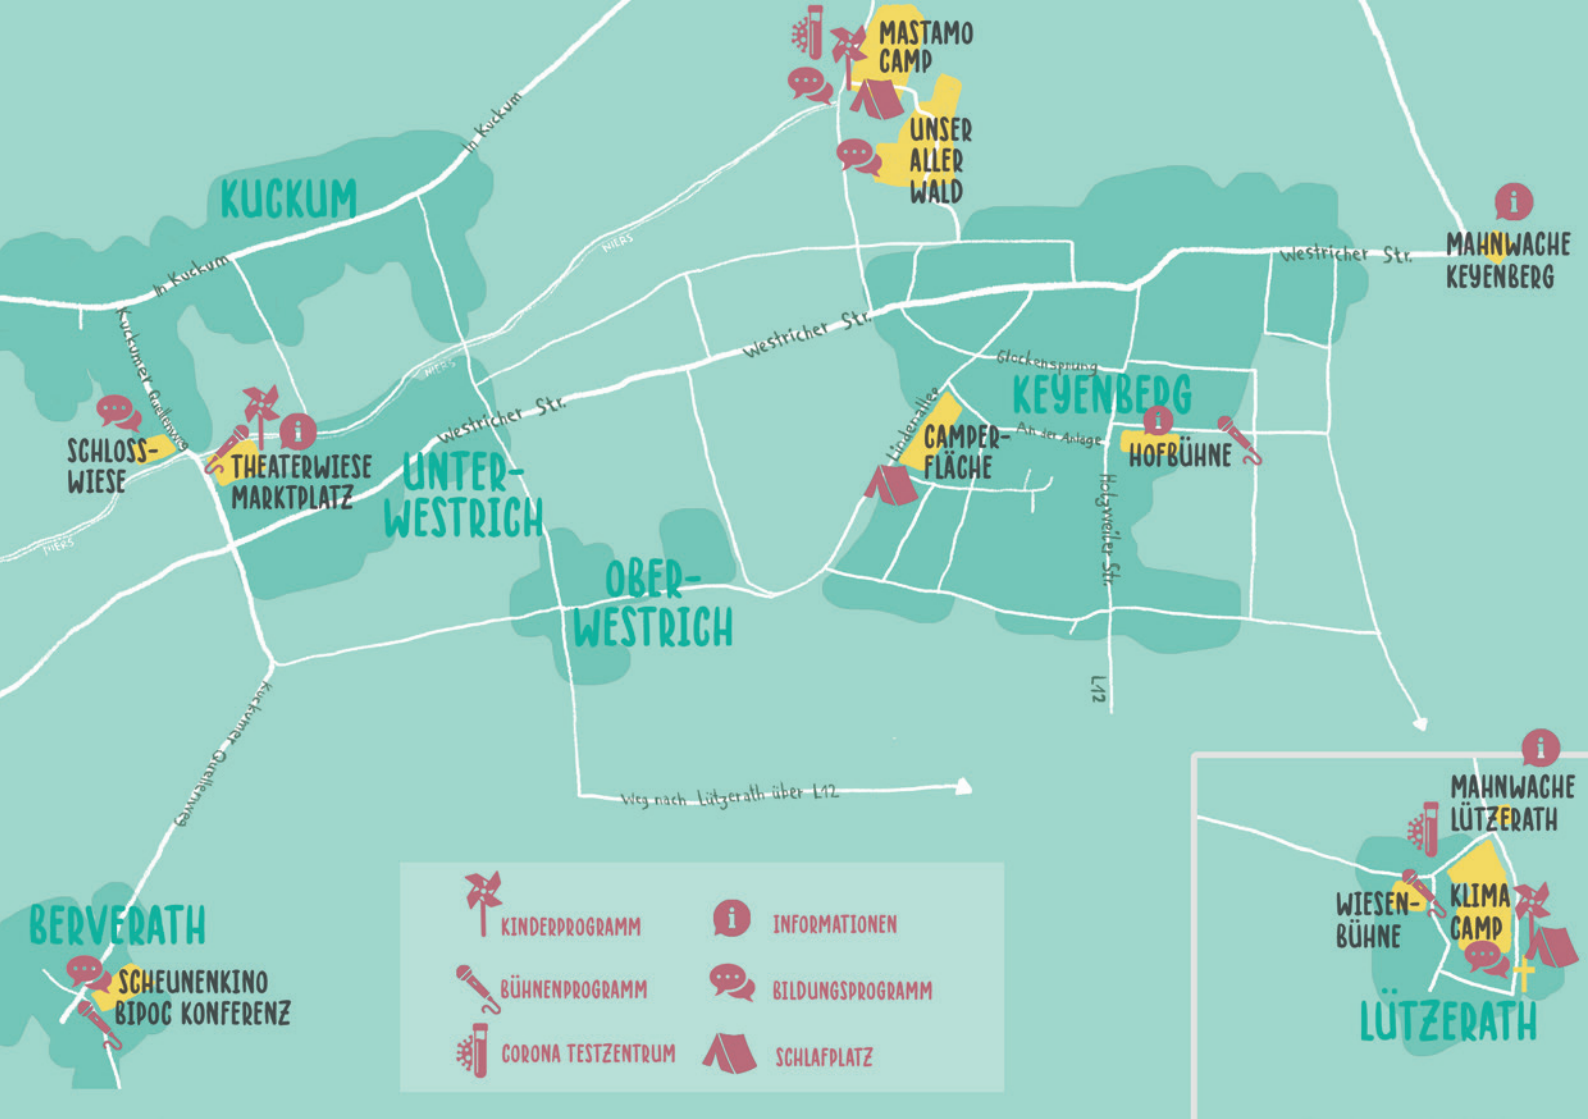 MASTAMO
CAMP
UNSER
ALLER
WALD
In Kuckum
KUCKUM
In Kuckum
NIERS
Westricher Str.
MAHNWACHE
KEYENBERG
Kuckumer Quellenweg
NIERS
Westricher Str.
Glockensprung
KEYENBERG
Lindenallee
An der Anlage
CAMPER-
FLÄCHE
HOFBÜHNE
SCHLOSS-
WIESE
THEATERWIESE
MARKTPLATZ
Westricher Str.
UNTER-
WESTRICH
NIERS
Holzweiler Str.
OBER-
WESTRICH
L12
Kuckumer Quellenweg
Weg nach Lützerath über L12
MAHNWACHE
LÜTZERATH
WIESEN-
BÜHNE
KLIMA
CAMP
LÜTZERATH
BERVERATH
SCHEUNENKINO
BIPOC KONFERENZ
KINDERPROGRAMM
INFORMATIONEN
BÜHNENPROGRAMM
BILDUNGSPROGRAMM
CORONA TESTZENTRUM
SCHLAFPLATZ